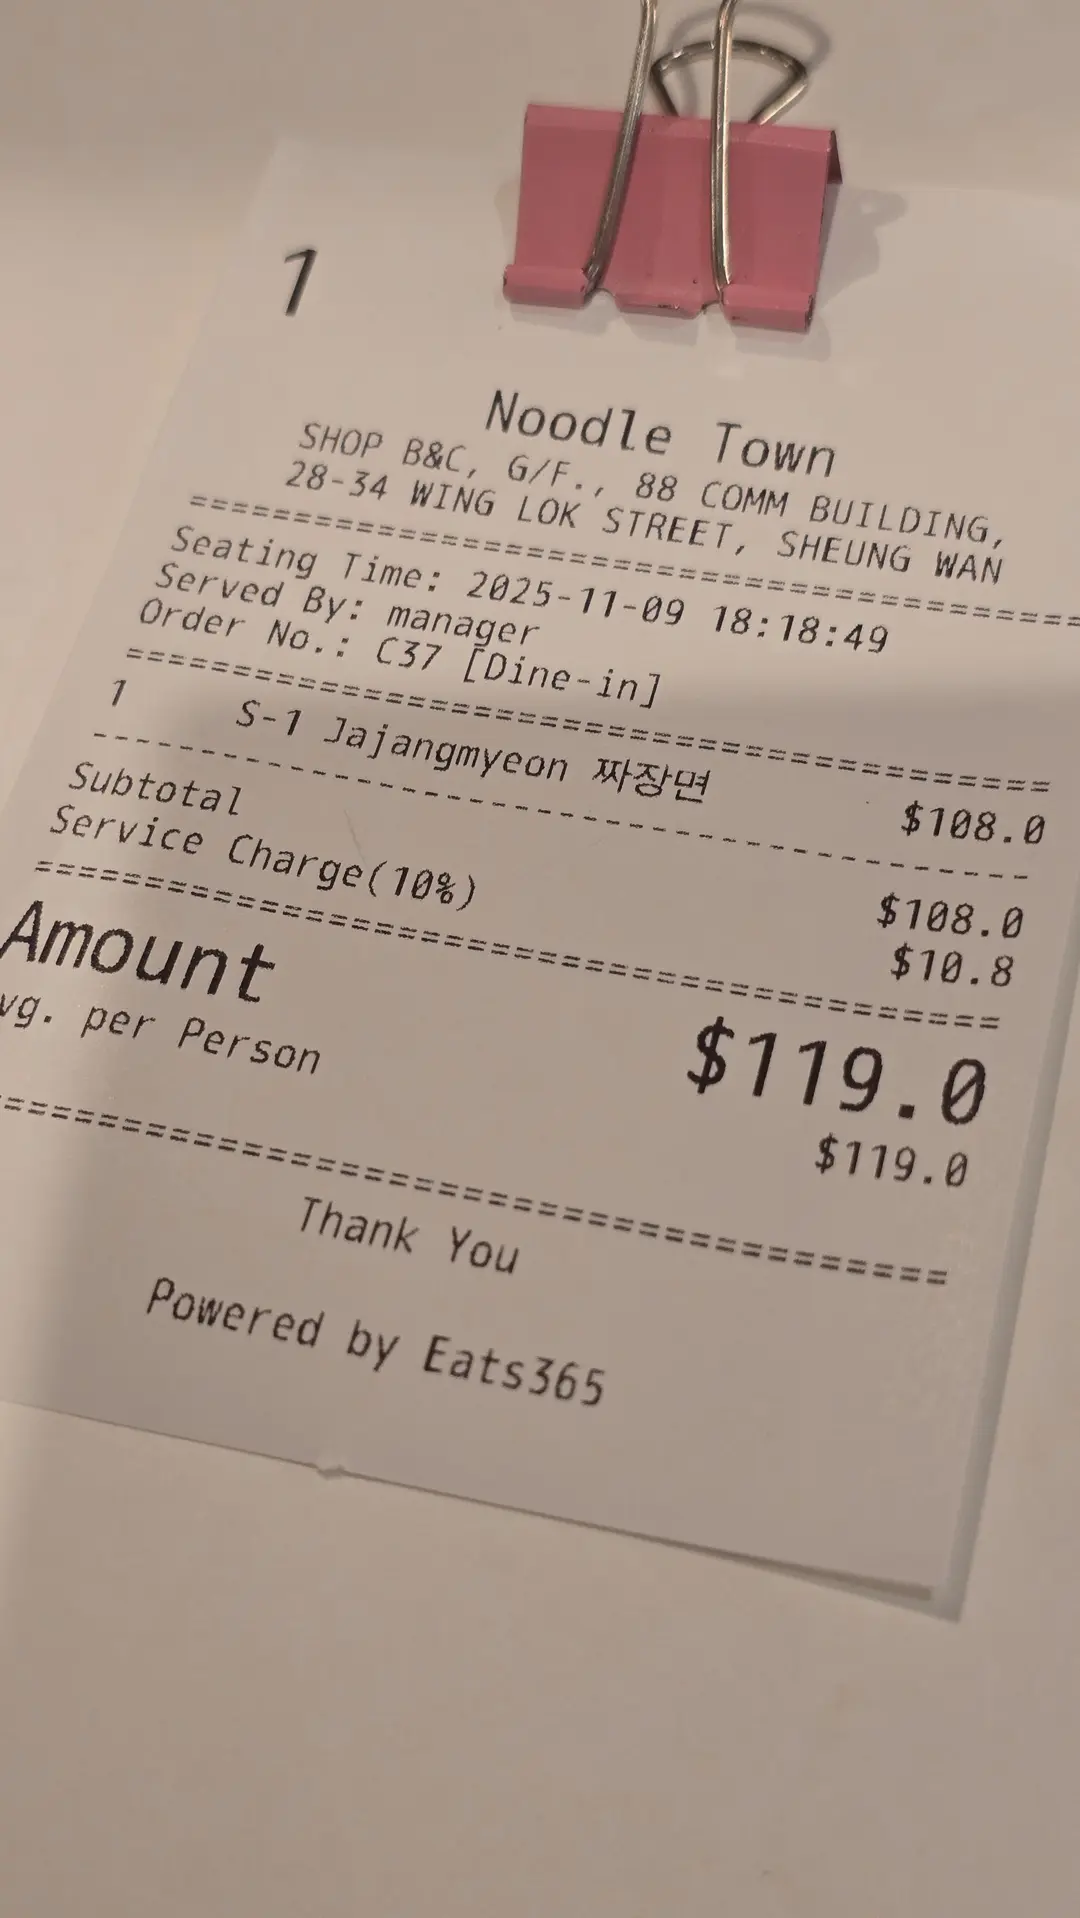 1
Noodle Town
SHOP B&C, G/F., 88 COMM BUILDING,
28-34 WING LOK STREET, SHEUNG WAN
================================
Seating Time: 2025-11-09 18:18:49
Served By: manager
Order No.: C37 [Dine-in]
================================
1 S-1 Jajangmyeon 짜장면 $108.0
--------------------------------
Subtotal $108.0
Service Charge(10%) $10.8
================================
Amount $119.0
vg. per Person $119.0
================================
Thank You
Powered by Eats365